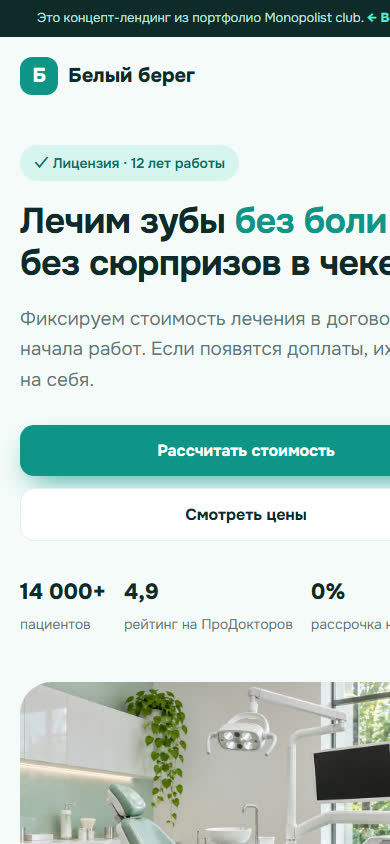 Это концепт-лендинг из портфолио Monopolist club. ←
Б
Белый берег
✓ Лицензия · 12 лет работы
Лечим зубы без боли
без сюрпризов в чеке
Фиксируем стоимость лечения в
начала работ. Если появятся доплаты,
на себя.
Рассчитать стоимость
Смотреть цены
14 000+ 4,9 0%
пациентов рейтинг на ПроДокторов рассрочка